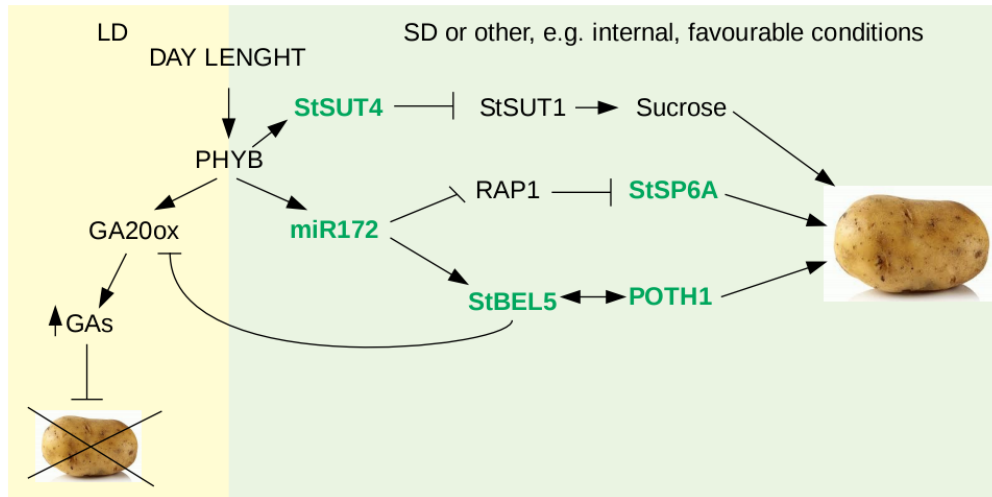 LD
SD or other, e.g. internal, favourable conditions
DAY LENGHT
StSUT4
StSUT1
Sucrose
PHYB
RAP1
StSP6A
GA20ox
miR172
StBEL5
POTH1
GAs